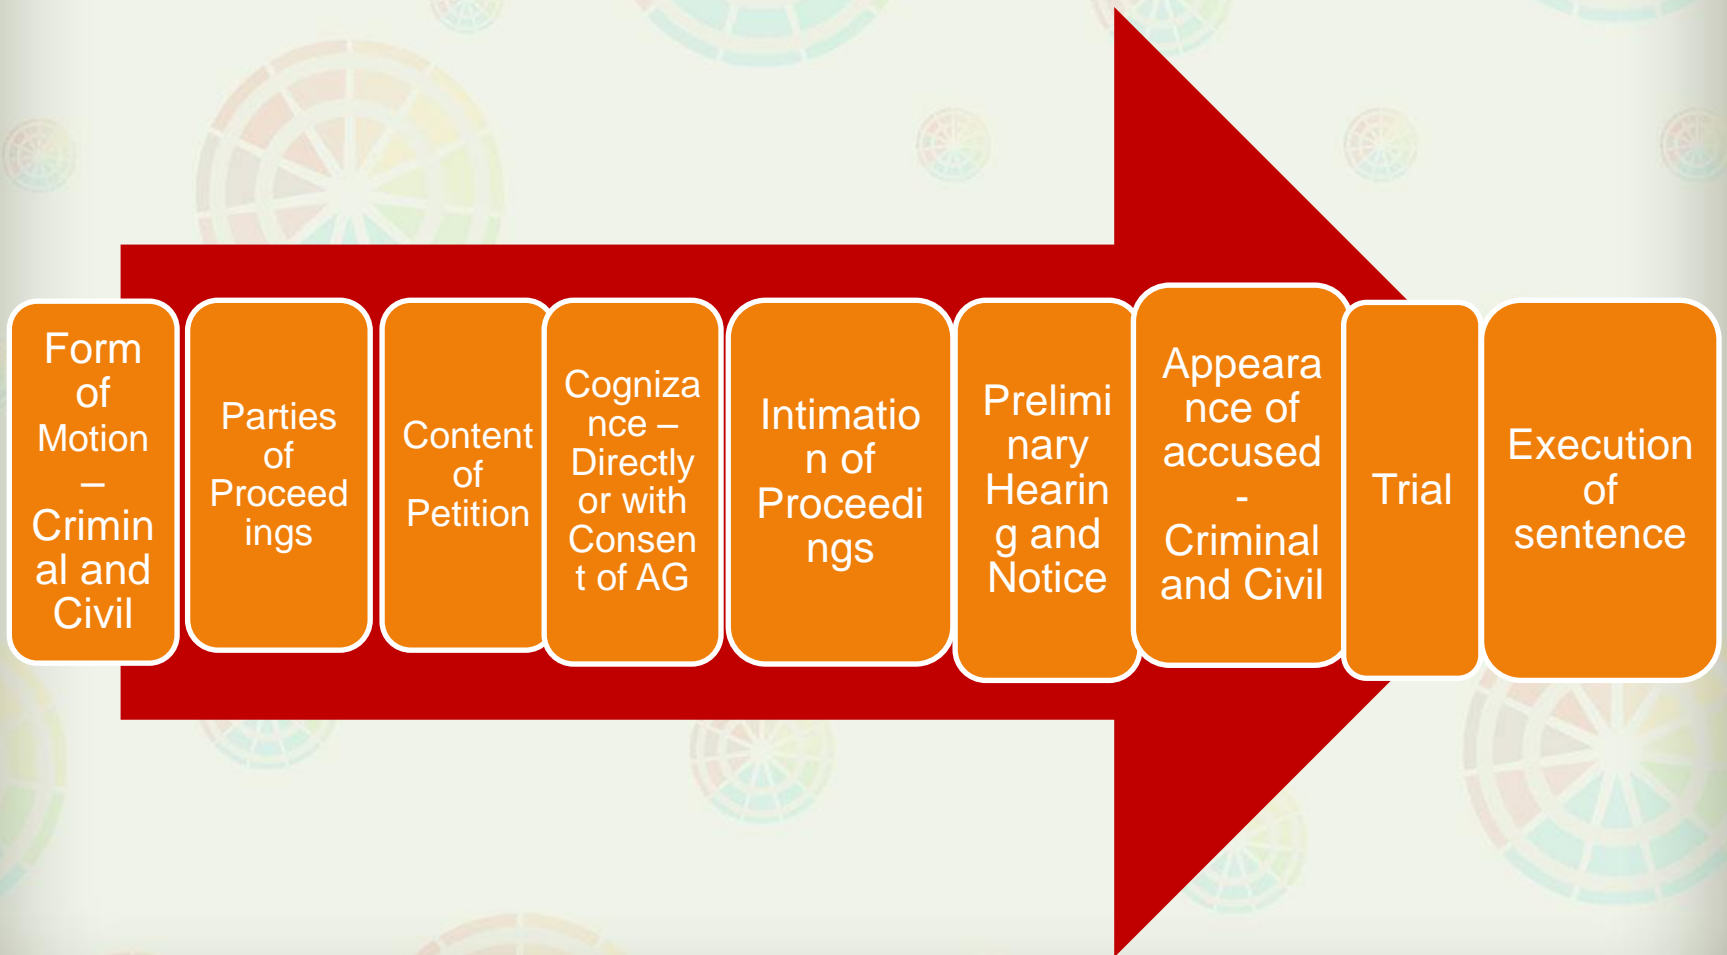 Form
of
Motion
–
Crimin
al and
Civil
Parties
of
Proceed
ings
Content
of
Petition
Cogniza
nce –
Directly
or with
Consen
t of AG
Intimatio
n of
Proceedi
ngs
Prelimi
nary
Hearin
g and
Notice
Appeara
nce of
accused
-
Criminal
and Civil
Trial
Execution
of
sentence